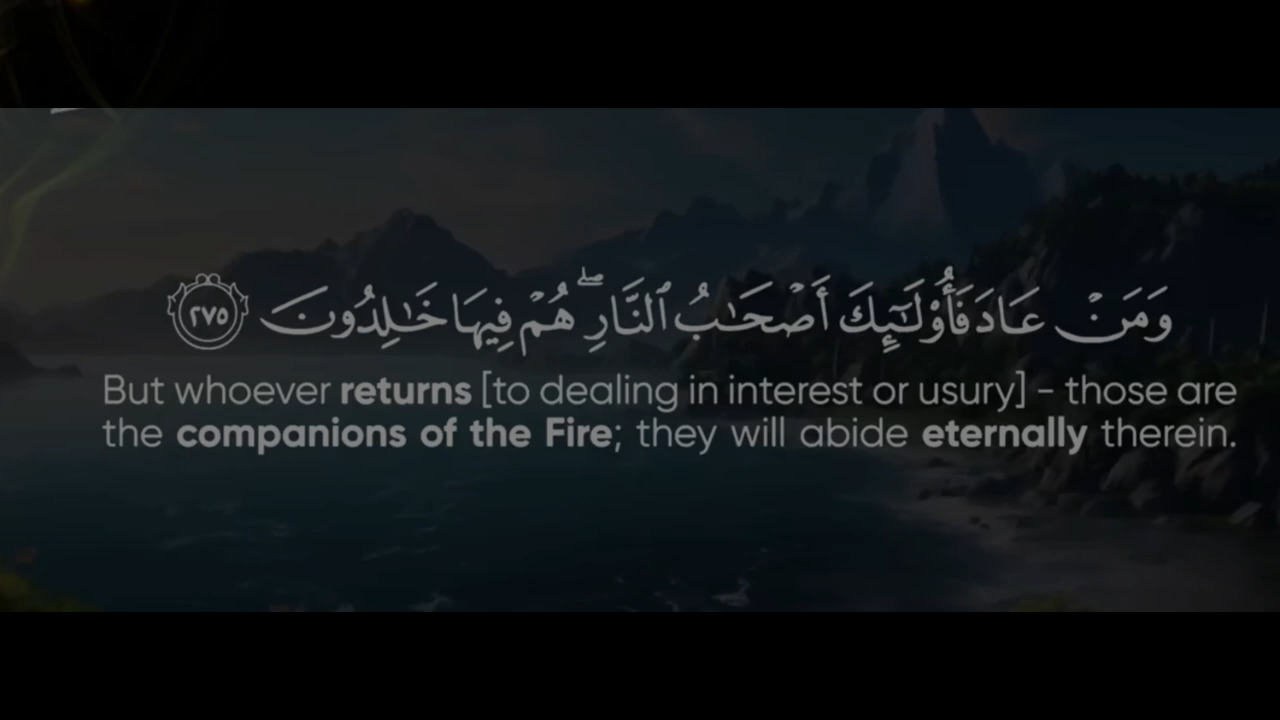 وَمَنْ عَادَ فَأُو۟لَـٰٓئِكَ أَصْحَـٰبُ ٱلنَّارِ ۖ هُمْ فِيهَا خَـٰلِدُونَ ٢٧٥
But whoever returns [to dealing in interest or usury] - those are
the companions of the Fire; they will abide eternally therein.